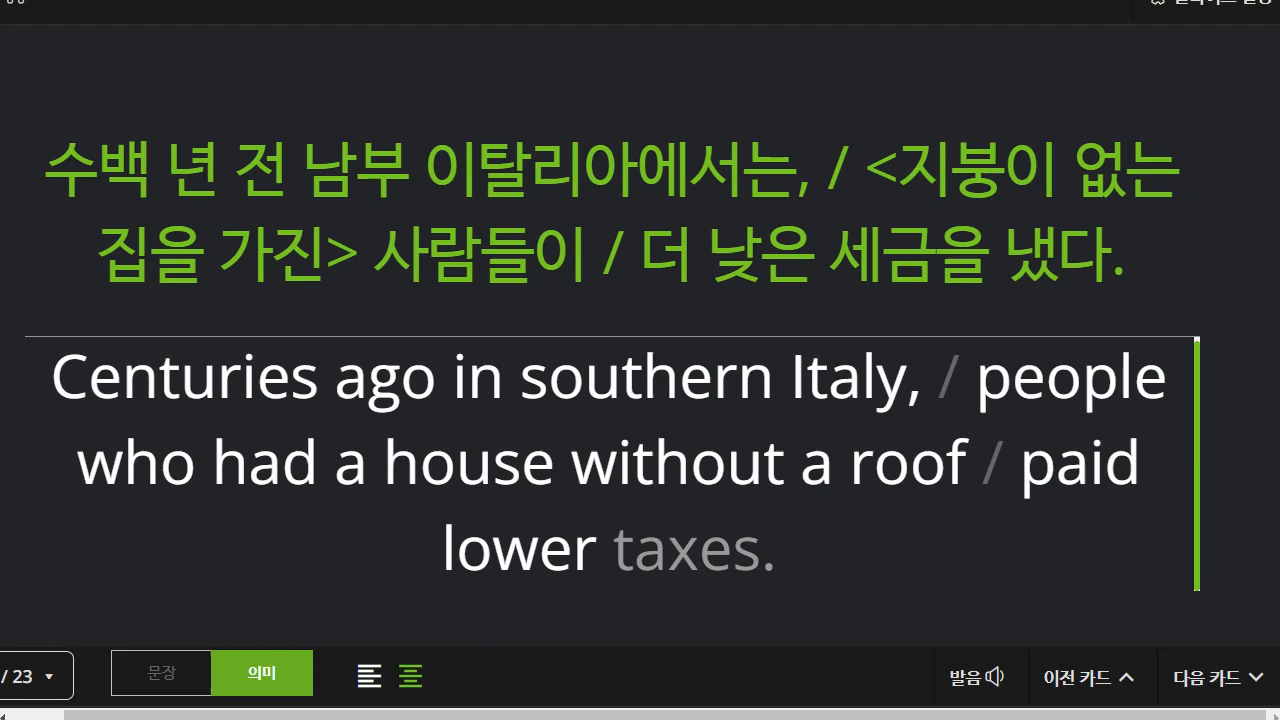 수백 년 전 남부 이탈리아에서는, / <지붕이 없는
집을 가진> 사람들이 / 더 낮은 세금을 냈다.
Centuries ago in southern Italy, / people
who had a house without a roof / paid
lower taxes.
/ 23
문장
의미
발음
이전 카드
다음 카드